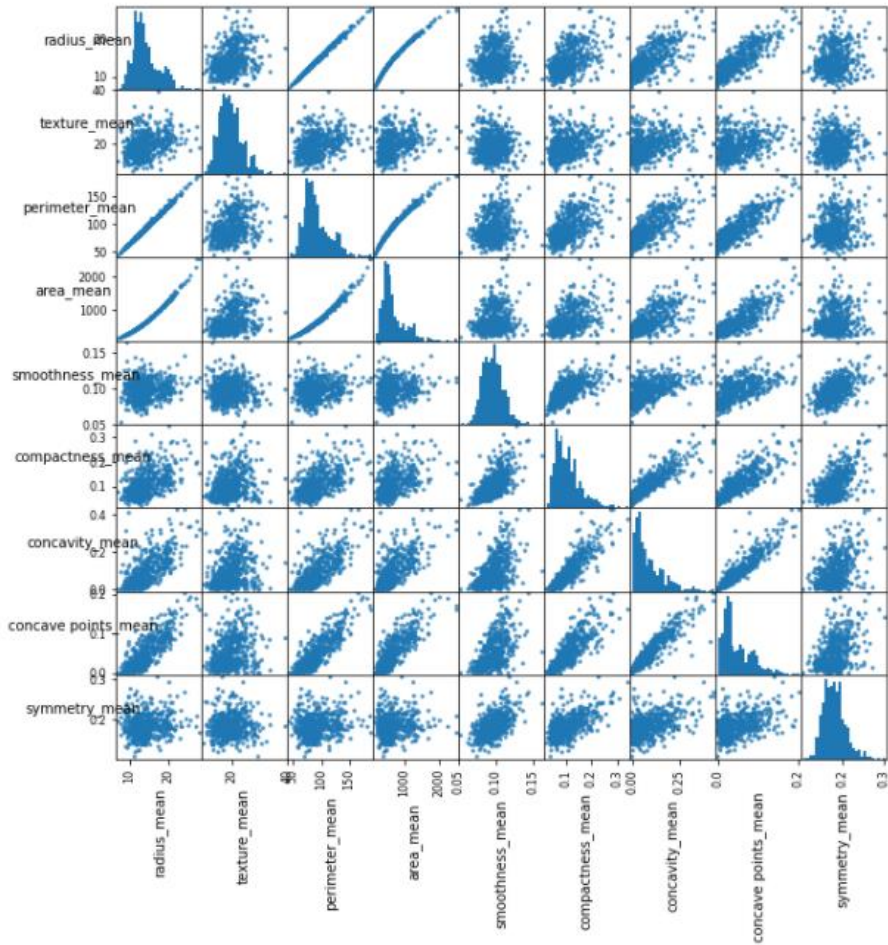 radius_mean
20
10
40
texture_mean
20
perimeter_mean
150
100
50
area_mean
2000
1000
smoothness_mean
0.15
0.10
0.05
compactness_mean
0.3
0.2
0.1
concavity_mean
0.4
0.2
0.0
concave points_mean
0.2
0.1
0.0
symmetry_mean
0.3
0.2
10 20 20 40 50 100 150 1000 2000 0.05 0.10 0.15 0.1 0.2 0.3 0.00 0.25 0.0 0.2 0.2 0.3
radius_mean
texture_mean
perimeter_mean
area_mean
smoothness_mean
compactness_mean
concavity_mean
concave points_mean
symmetry_mean